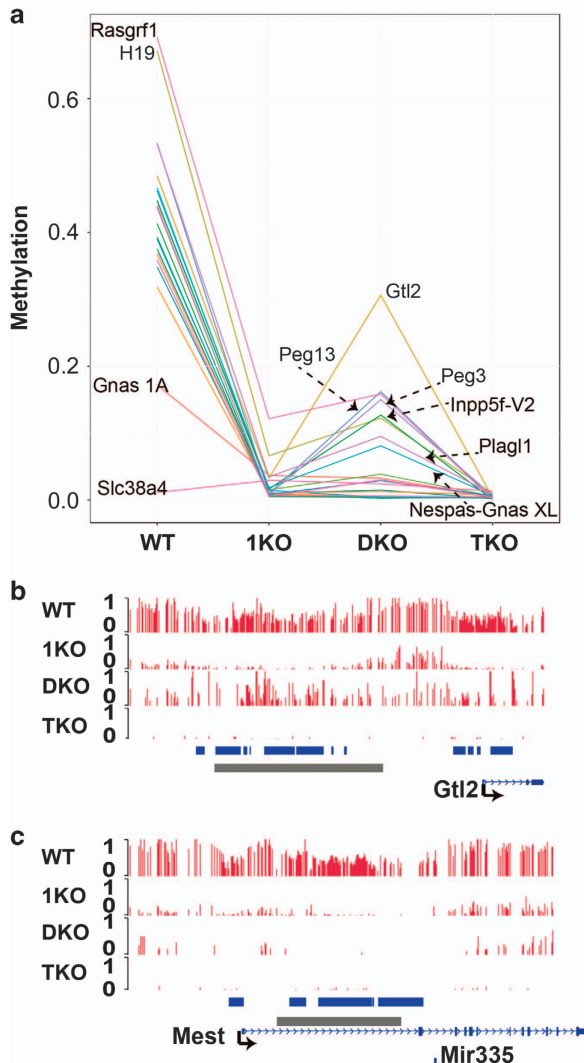 a
Rasgrf1
H19
0.6
0.4
0.2
0.0
Methylation
Gtl2
Peg13
Peg3
Inpp5f-V2
Plagl1
Gnas 1A
Slc38a4
Nespas-Gnas XL
WT 1KO DKO TKO
b
WT 1 0
1KO 1 0
DKO 1 0
TKO 1 0
Gtl2
c
WT 1 0
1KO 1 0
DKO 1 0
TKO 1 0
Mest
Mir335